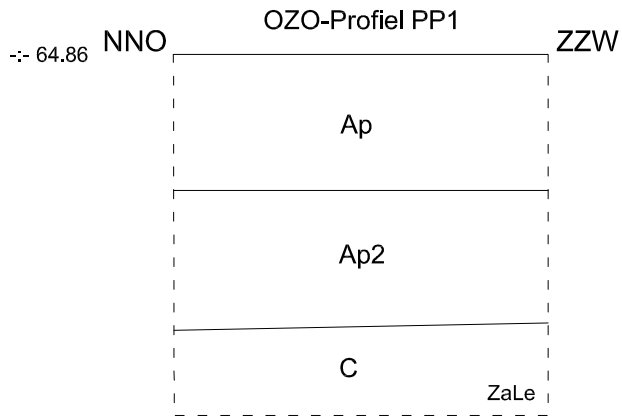 OZO-Profiel PP1
NNO
ZZW
-:- 64.86
Ap
Ap2
C
ZaLe